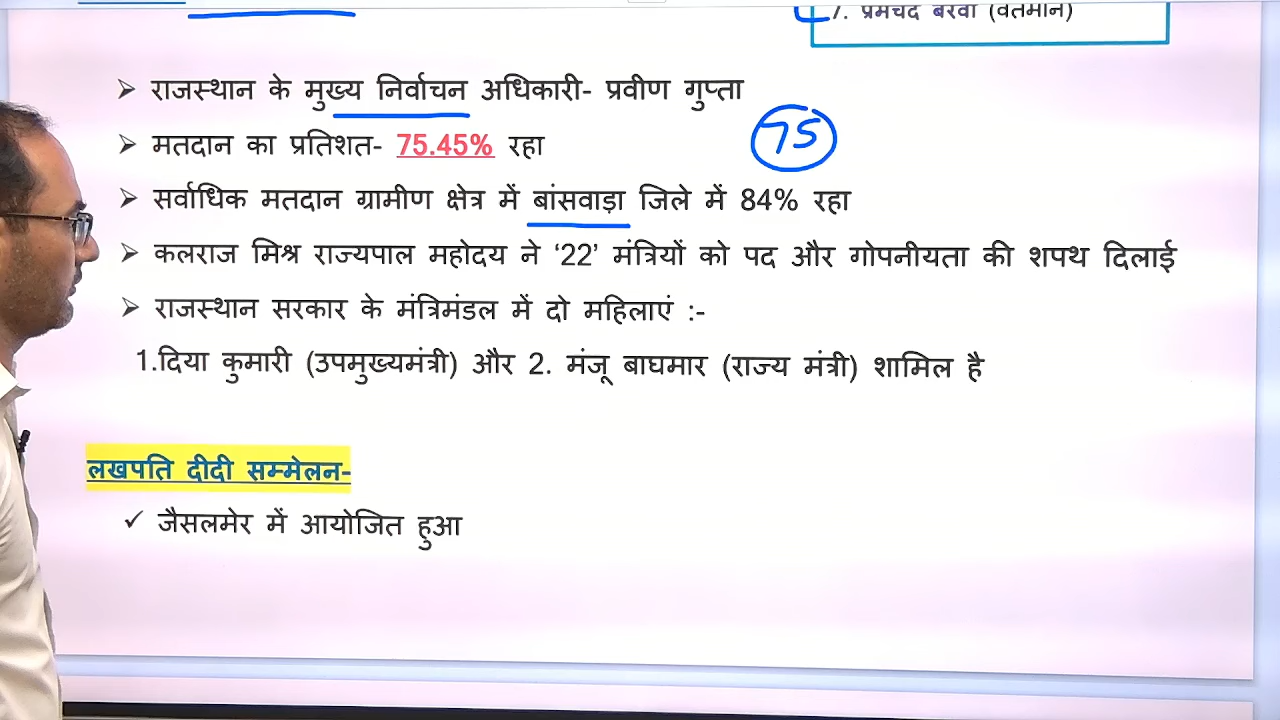 7. प्रेमचंद बैरवा (वर्तमान)
➢ राजस्थान के मुख्य निर्वाचन अधिकारी- प्रवीण गुप्ता
➢ मतदान का प्रतिशत- 75.45% रहा
75
➢ सर्वाधिक मतदान ग्रामीण क्षेत्र में बांसवाड़ा जिले में 84% रहा
➢ कलराज मिश्र राज्यपाल महोदय ने ‘22’ मंत्रियों को पद और गोपनीयता की शपथ दिलाई
➢ राजस्थान सरकार के मंत्रिमंडल में दो महिलाएं :-
1.दिया कुमारी (उपमुख्यमंत्री) और 2. मंजू बाघमार (राज्य मंत्री) शामिल है
लखपति दीदी सम्मेलन-
✓ जैसलमेर में आयोजित हुआ